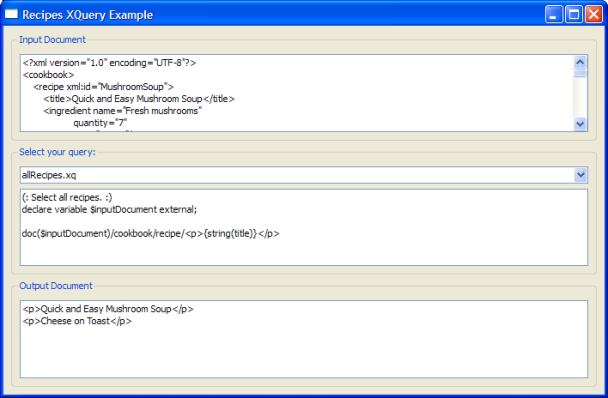 Recipes XQuery Example
Input Document
<?xml version="1.0" encoding="UTF-8"?>
<cookbook>
<recipe xml:id="MushroomSoup">
<title>Quick and Easy Mushroom Soup</title>
<ingredient name="Fresh mushrooms"
quantity="7"
Select your query:
allRecipes.xq
(: Select all recipes. :)
declare variable $inputDocument external;
doc($inputDocument)/cookbook/recipe/<p>{string(title)}</p>
Output Document
<p>Quick and Easy Mushroom Soup</p>
<p>Cheese on Toast</p>